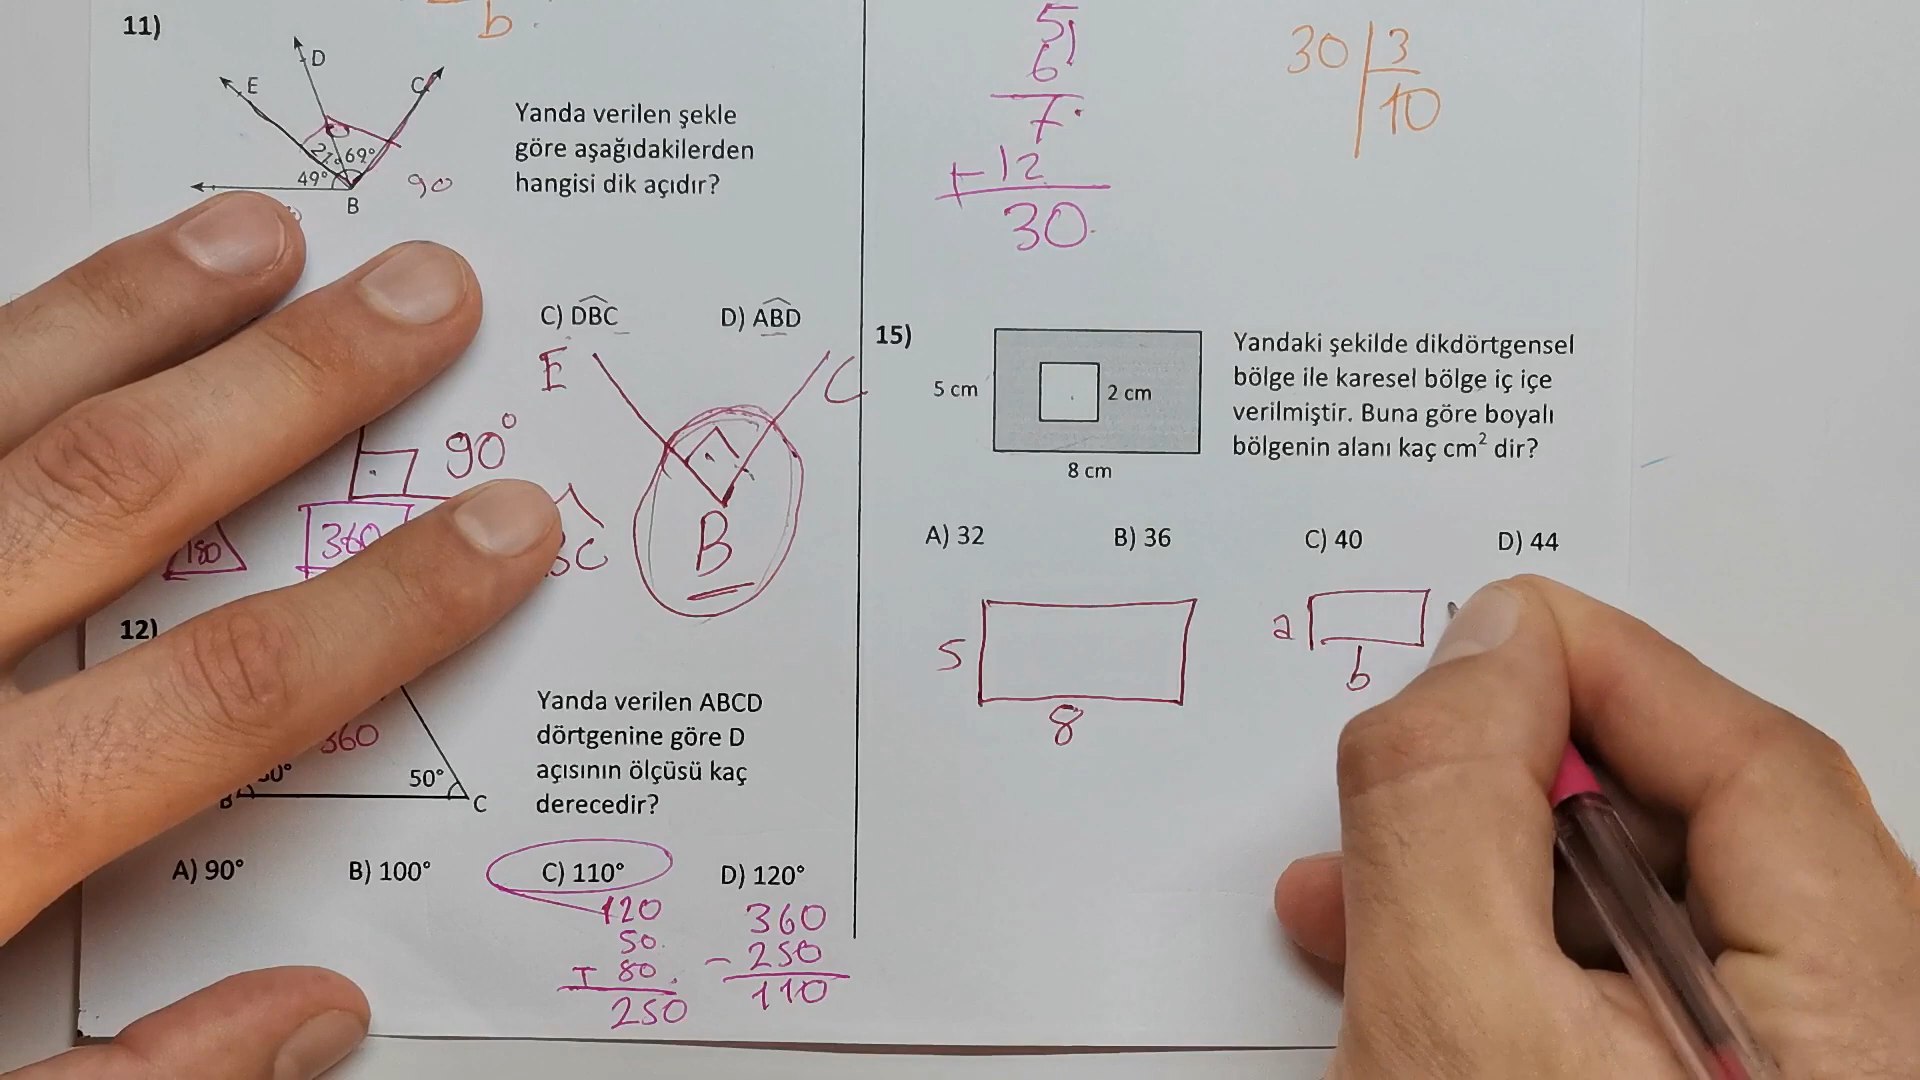 b
11)
D
E
C
21°
69°
49°
B
90
Yanda verilen şekle
göre aşağıdakilerden
hangisi dik açıdır?
C) DBC
D) ABD
E
C
B
90°
180
360
12)
Yanda verilen ABCD
dörtgenine göre D
açısının ölçüsü kaç
derecedir?
360
50°
B
C
A) 90°
B) 100°
C) 110°
D) 120°
120
50
+ 80
250
360
- 250
110
5
6
7
+ 12
30
30 3
10
15)
5 cm
2 cm
8 cm
Yandaki şekilde dikdörtgensel
bölge ile karesel bölge iç içe
verilmiştir. Buna göre boyalı
bölgenin alanı kaç cm² dir?
A) 32
B) 36
C) 40
D) 44
5
8
a
b